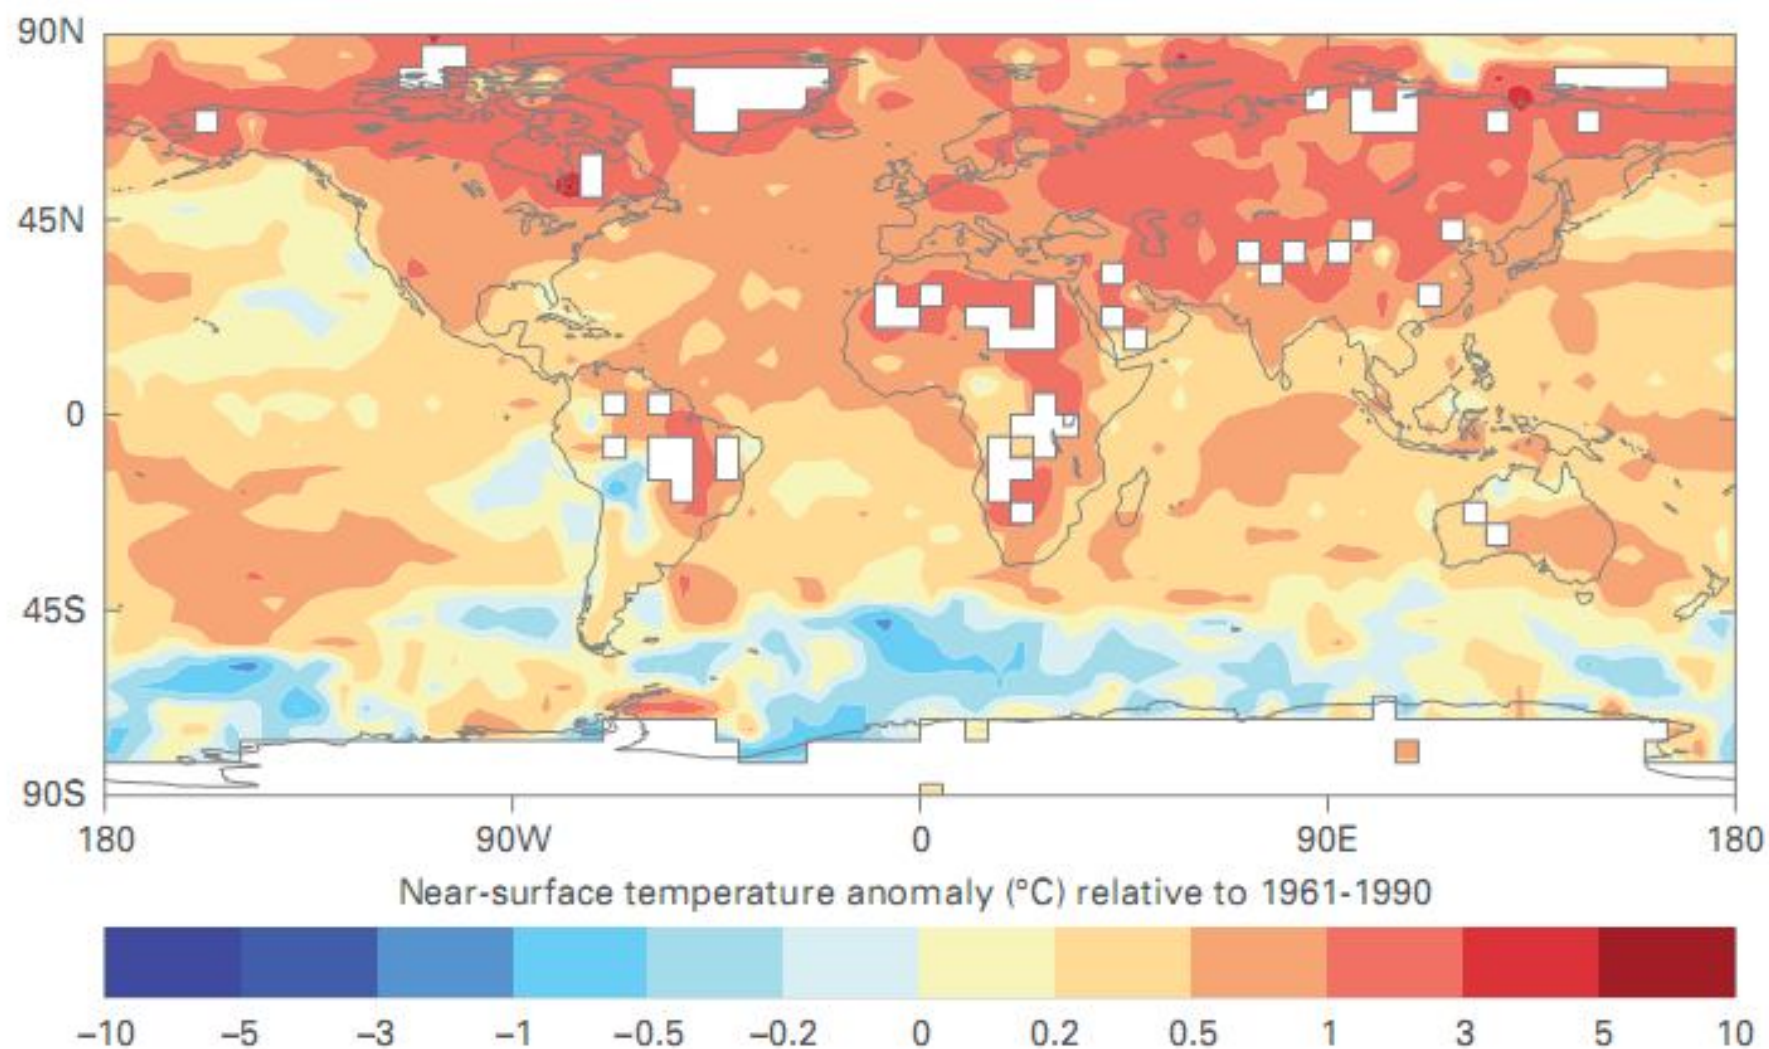 90N
45N
0
45S
90S
180 90W 0 90E 180
Near-surface temperature anomaly (°C) relative to 1961-1990
–10 –5 –3 –1 –0.5 –0.2 0 0.2 0.5 1 3 5 10